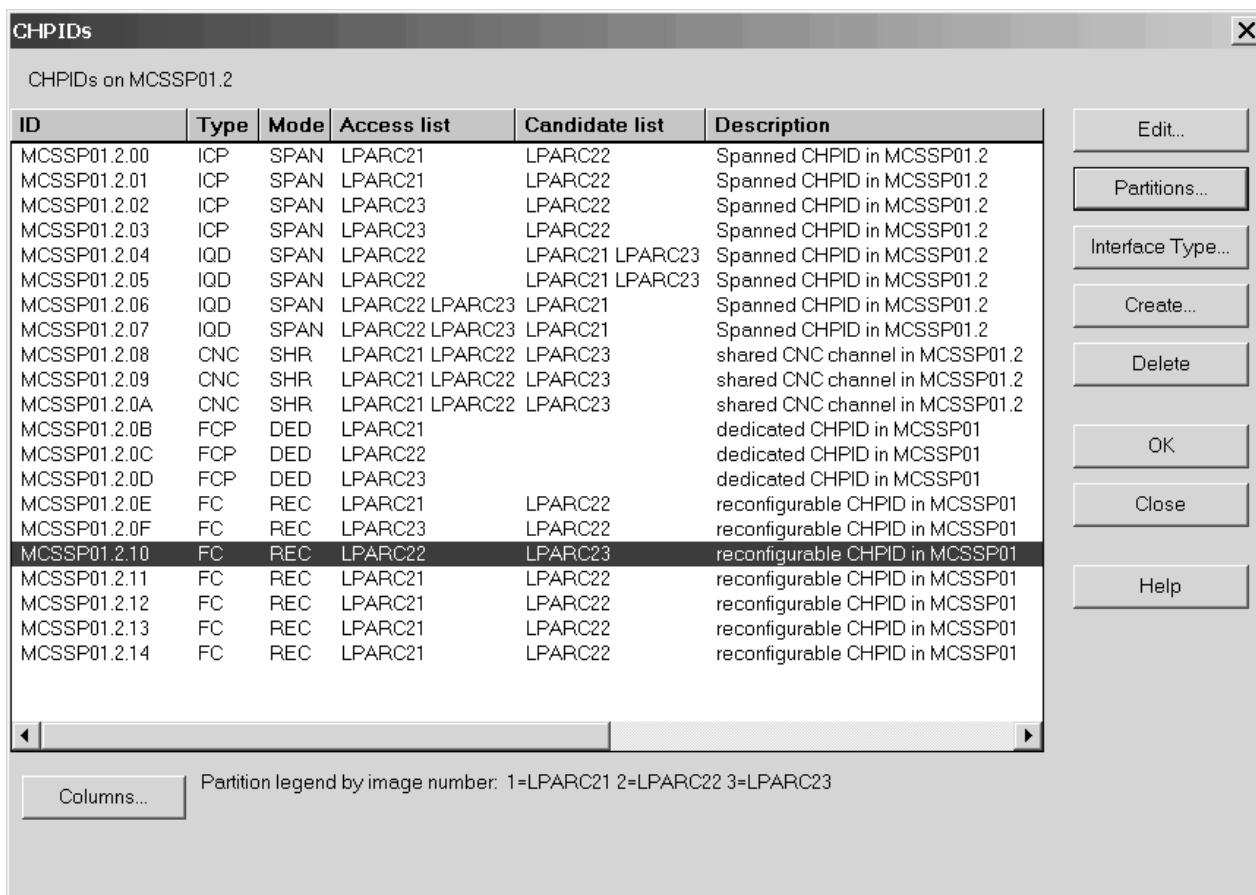 CHPIDs
CHPIDs on MCSSP01.2
ID Type Mode Access list Candidate list Description
MCSSP01.2.00 ICP SPAN LPARC21 LPARC22 Spanned CHPID in MCSSP01.2
MCSSP01.2.01 ICP SPAN LPARC21 LPARC22 Spanned CHPID in MCSSP01.2
MCSSP01.2.02 ICP SPAN LPARC23 LPARC22 Spanned CHPID in MCSSP01.2
MCSSP01.2.03 ICP SPAN LPARC23 LPARC22 Spanned CHPID in MCSSP01.2
MCSSP01.2.04 IQD SPAN LPARC22 LPARC21 LPARC23 Spanned CHPID in MCSSP01.2
MCSSP01.2.05 IQD SPAN LPARC22 LPARC21 LPARC23 Spanned CHPID in MCSSP01.2
MCSSP01.2.06 IQD SPAN LPARC22 LPARC23 LPARC21 Spanned CHPID in MCSSP01.2
MCSSP01.2.07 IQD SPAN LPARC22 LPARC23 LPARC21 Spanned CHPID in MCSSP01.2
MCSSP01.2.08 CNC SHR LPARC21 LPARC22 LPARC23 shared CNC channel in MCSSP01.2
MCSSP01.2.09 CNC SHR LPARC21 LPARC22 LPARC23 shared CNC channel in MCSSP01.2
MCSSP01.2.0A CNC SHR LPARC21 LPARC22 LPARC23 shared CNC channel in MCSSP01.2
MCSSP01.2.0B FCP DED LPARC21 dedicated CHPID in MCSSP01
MCSSP01.2.0C FCP DED LPARC22 dedicated CHPID in MCSSP01
MCSSP01.2.0D FCP DED LPARC23 dedicated CHPID in MCSSP01
MCSSP01.2.0E FC REC LPARC21 LPARC22 reconfigurable CHPID in MCSSP01
MCSSP01.2.0F FC REC LPARC23 LPARC22 reconfigurable CHPID in MCSSP01
MCSSP01.2.10 FC REC LPARC22 LPARC23 reconfigurable CHPID in MCSSP01
MCSSP01.2.11 FC REC LPARC21 LPARC22 reconfigurable CHPID in MCSSP01
MCSSP01.2.12 FC REC LPARC21 LPARC22 reconfigurable CHPID in MCSSP01
MCSSP01.2.13 FC REC LPARC21 LPARC22 reconfigurable CHPID in MCSSP01
MCSSP01.2.14 FC REC LPARC21 LPARC22 reconfigurable CHPID in MCSSP01
Edit...
Partitions...
Interface Type...
Create...
Delete
OK
Close
Help
Columns...
Partition legend by image number: 1=LPARC21 2=LPARC22 3=LPARC23